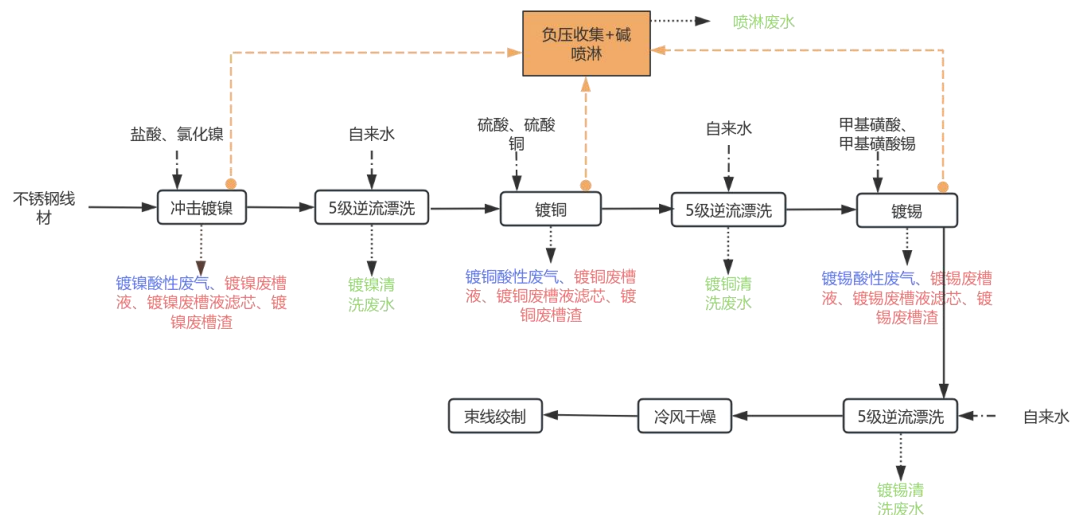 负压收集+碱
喷淋
喷淋废水
盐酸、氯化镍
自来水
硫酸、硫酸
铜
自来水
甲基磺酸、
甲基磺酸锡
不锈钢线
材
冲击镀镍
5级逆流漂洗
镀铜
5级逆流漂洗
镀锡
镀镍酸性废气、镀镍废槽
液、镀镍废槽液滤芯、镀
镍废槽渣
镀镍清
洗废水
镀铜酸性废气、镀铜废槽
液、镀铜废槽液滤芯、镀
铜废槽渣
镀铜清
洗废水
镀锡酸性废气、镀锡废槽
液、镀锡废槽液滤芯、镀
锡废槽渣
束线绞制
冷风干燥
5级逆流漂洗
自来水
镀锡清
洗废水